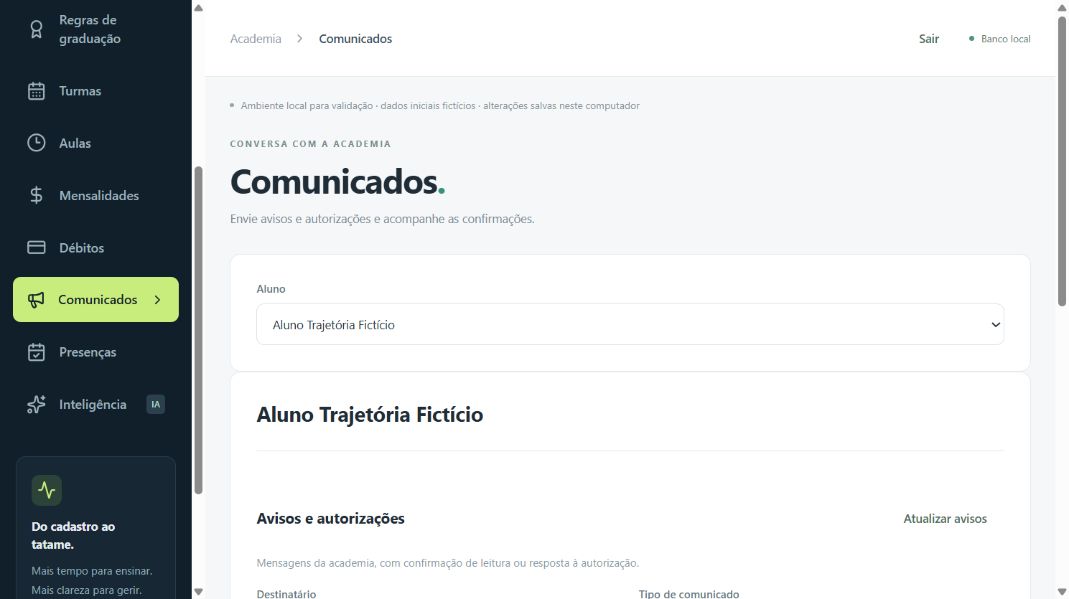 Regras de
graduação
Turmas
Aulas
Mensalidades
Débitos
Comunicados
Presenças
Inteligência IA
Do cadastro ao
tatame.
Mais tempo para ensinar.
Mais clareza para gerir.
Academia Comunicados
Sair Banco local
Ambiente local para validação · dados iniciais fictícios · alterações salvas neste computador
CONVERSA COM A ACADEMIA
Comunicados.
Envie avisos e autorizações e acompanhe as confirmações.
Aluno
Aluno Trajetória Fictício
Aluno Trajetória Fictício
Avisos e autorizações
Atualizar avisos
Mensagens da academia, com confirmação de leitura ou resposta à autorização.
Destinatário Tipo de comunicado